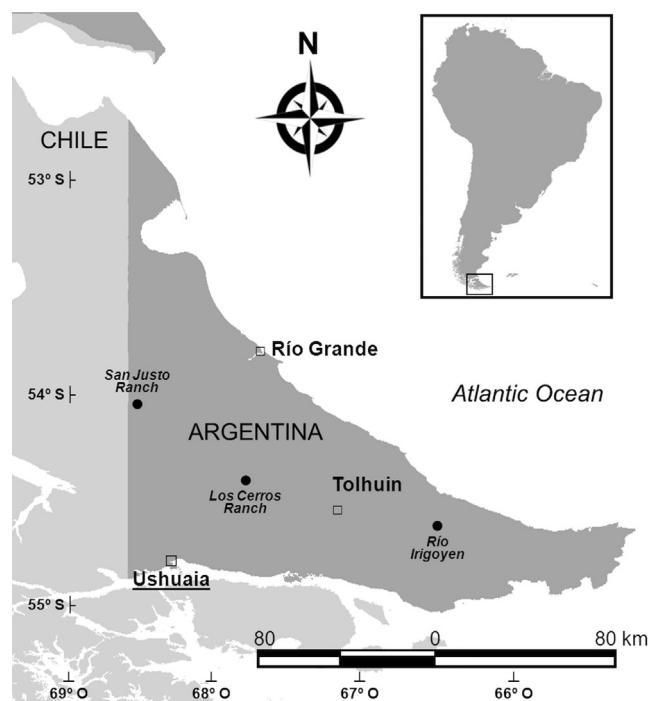 N
CHILE
53º S
Río Grande
San Justo
Ranch
54º S
Atlantic Ocean
ARGENTINA
Tolhuin
Los Cerros
Ranch
Río
Irigoyen
Ushuaia
55º S
80 0 80 km
69º O 68º O 67º O 66º O